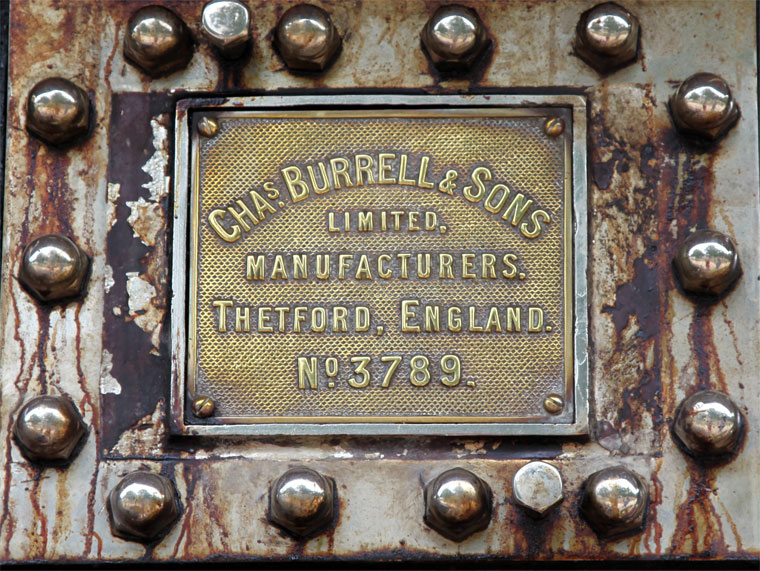 CHAS. BURRELL & SONS
LIMITED.
MANUFACTURERS.
THETFORD, ENGLAND.
Nº 3789.